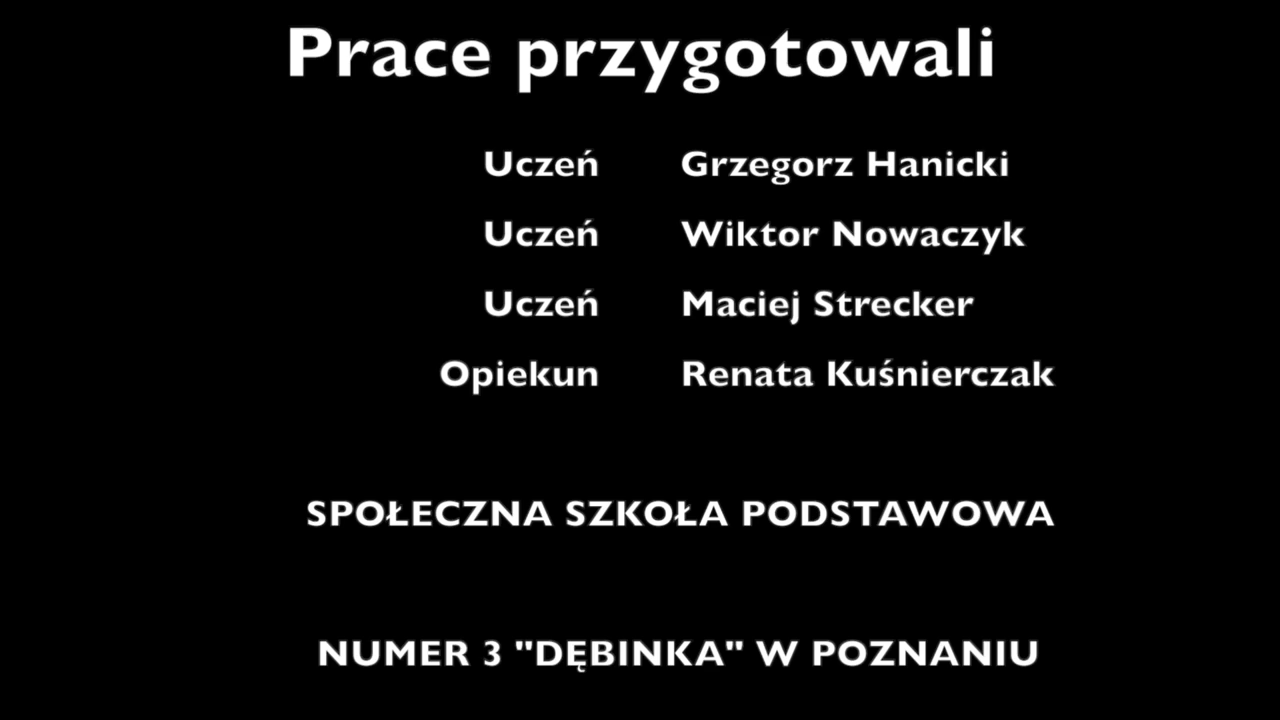 Prace przygotowali
Uczeń Grzegorz Hanicki
Uczeń Wiktor Nowaczyk
Uczeń Maciej Strecker
Opiekun Renata Kuśnierczak
SPOŁECZNA SZKOŁA PODSTAWOWA
NUMER 3 "DĘBINKA" W POZNANIU